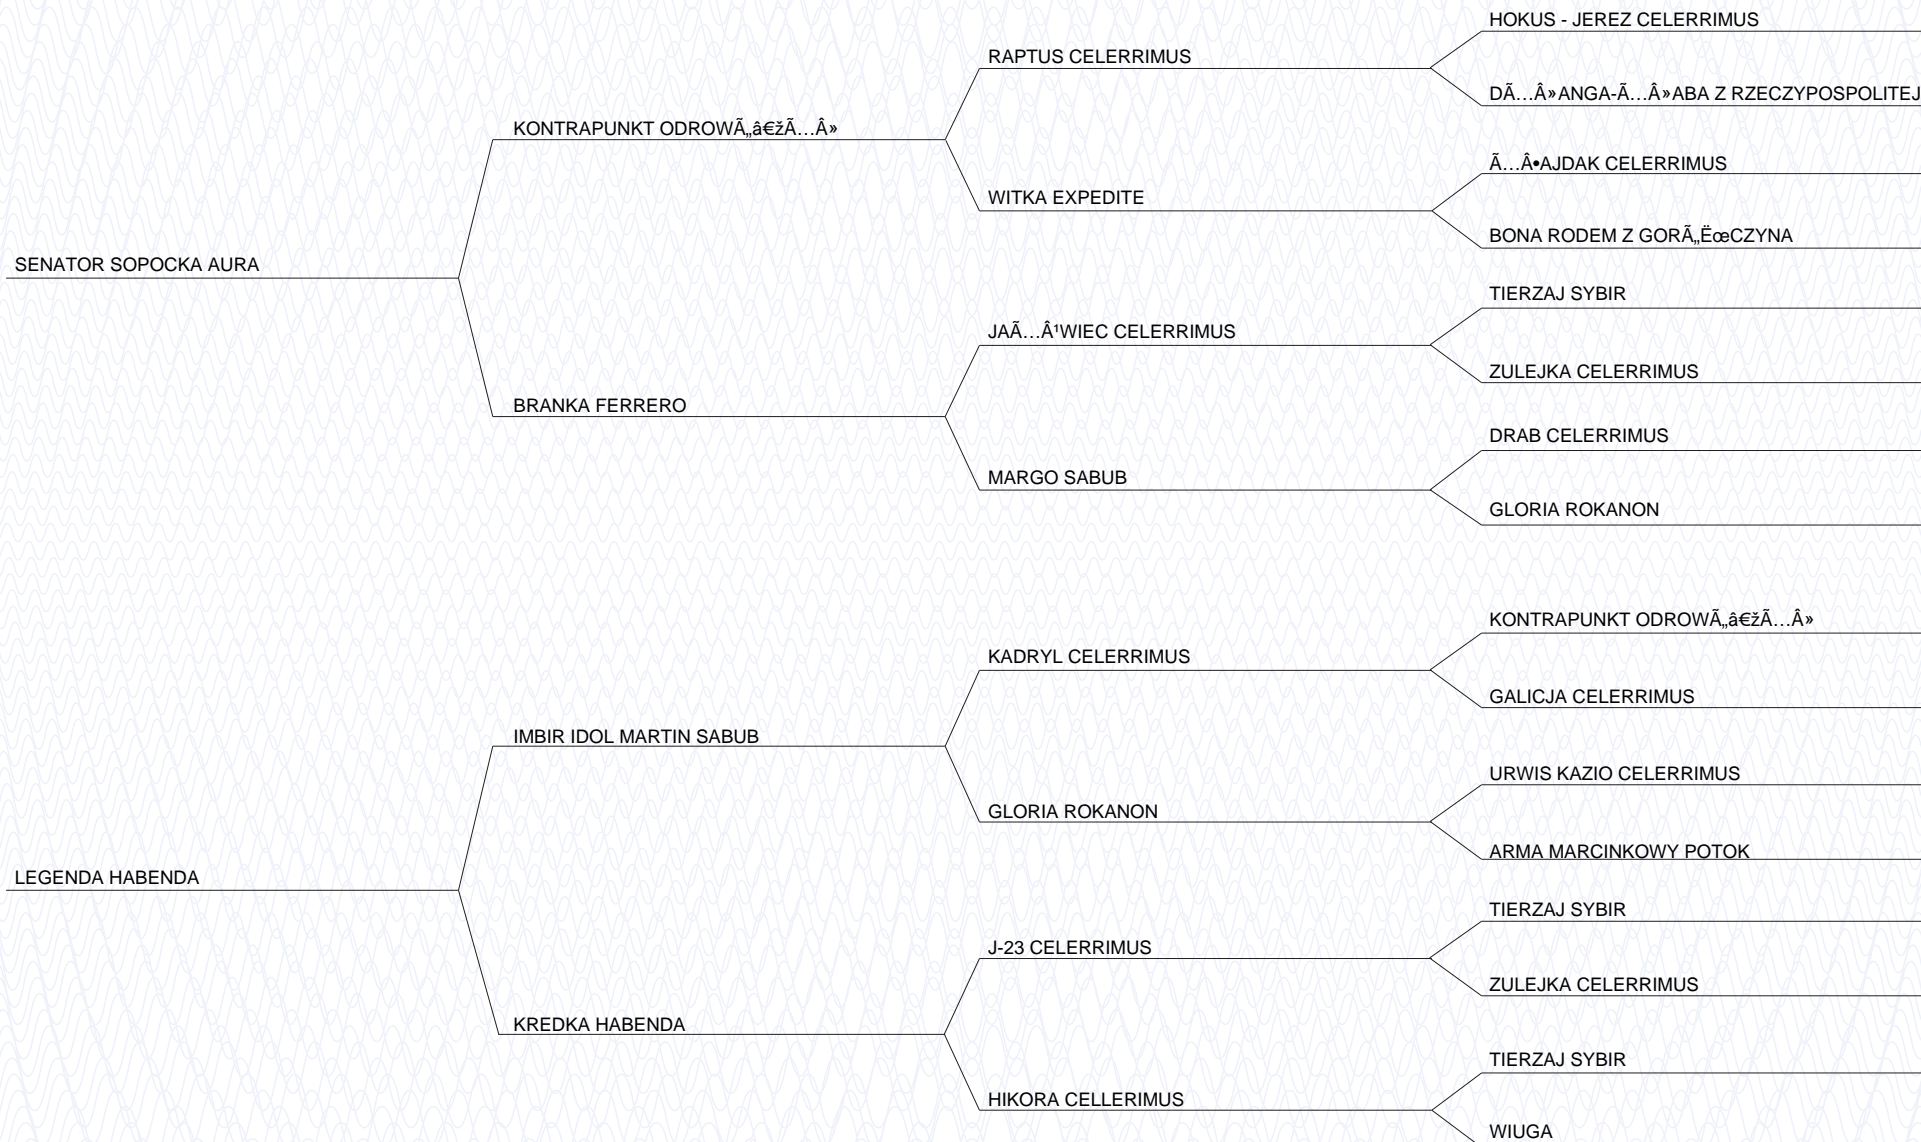 HOKUS - JEREZ CELERRIMUS
RAPTUS CELERRIMUS
DÃ…Â»ANGA-Ã…Â»ABA Z RZECZYPOSPOLITEJ
KONTRAPUNKT ODROWÃ„â€žÃ…Â»
Ã…Â•AJDAK CELERRIMUS
WITKA EXPEDITE
BONA RODEM Z GORÃ„ËœCZYNA
SENATOR SOPOCKA AURA
TIERZAJ SYBIR
JAÃ…Â¹WIEC CELERRIMUS
ZULEJKA CELERRIMUS
BRANKA FERRERO
DRAB CELERRIMUS
MARGO SABUB
GLORIA ROKANON
KONTRAPUNKT ODROWÃ„â€žÃ…Â»
KADRYL CELERRIMUS
GALICJA CELERRIMUS
IMBIR IDOL MARTIN SABUB
URWIS KAZIO CELERRIMUS
GLORIA ROKANON
ARMA MARCINKOWY POTOK
LEGENDA HABENDA
TIERZAJ SYBIR
J-23 CELERRIMUS
ZULEJKA CELERRIMUS
KREDKA HABENDA
TIERZAJ SYBIR
HIKORA CELLERIMUS
WIUGA